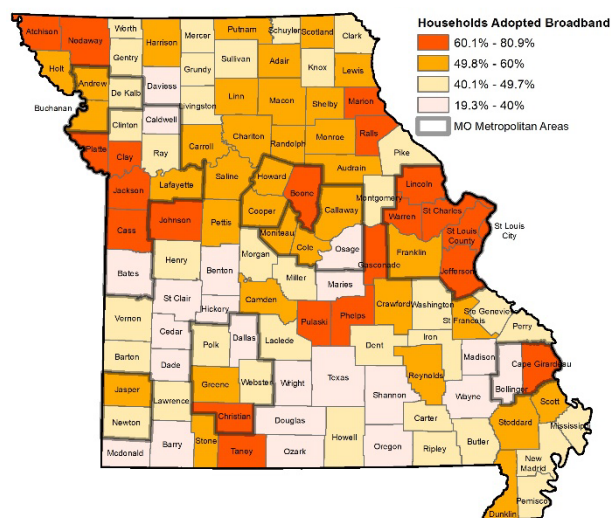 Households Adopted Broadband
60.1% - 80.9%
49.8% - 60%
40.1% - 49.7%
19.3% - 40%
MO Metropolitan Areas
Atchison
Nodaway
Worth
Harrison
Mercer
Putnam
Schuyler
Scotland
Clark
Gentry
Holt
Andrew
De Kalb
Daviess
Grundy
Sullivan
Adair
Knox
Lewis
Buchanan
Clinton
Caldwell
Livingston
Linn
Macon
Shelby
Marion
Platte
Clay
Ray
Carroll
Chariton
Randolph
Monroe
Ralls
Pike
Jackson
Lafayette
Saline
Howard
Boone
Audrain
Callaway
Montgomery
Lincoln
Warren
St Charles
St Louis
County
St Louis
City
Cass
Johnson
Pettis
Cooper
Moniteau
Cole
Osage
Gasconade
Franklin
Jefferson
Bates
Henry
Benton
Morgan
Miller
Maries
St Clair
Hickory
Camden
Pulaski
Phelps
Crawford
Washington
St Francois
Ste Genevieve
Perry
Vernon
Cedar
Polk
Dallas
Laclede
Dent
Iron
Madison
Cape Girardeau
Bollinger
Barton
Dade
Greene
Webster
Wright
Texas
Shannon
Reynolds
Wayne
Scott
Jasper
Lawrence
Christian
Douglas
Carter
Stoddard
Mississippi
Newton
Mcdonald
Barry
Stone
Taney
Ozark
Howell
Oregon
Ripley
Butler
New
Madrid
Pemiscot
Dunklin